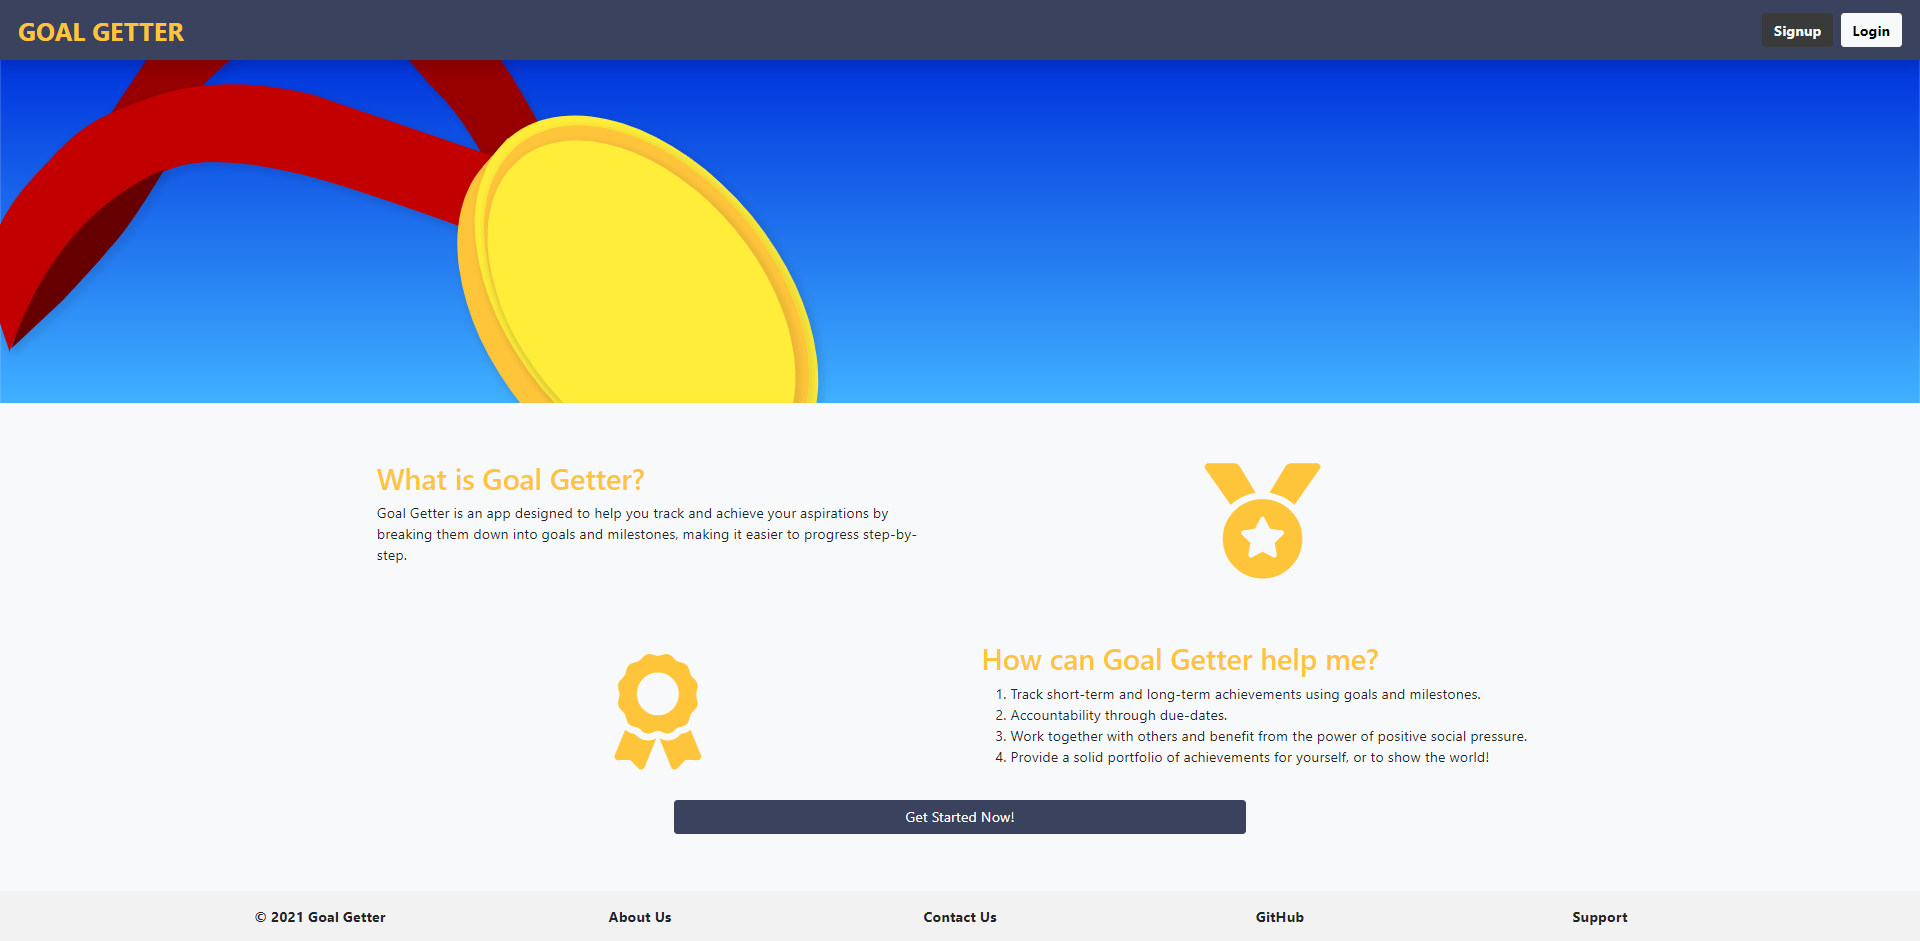 GOAL GETTER
Signup
Login
What is Goal Getter?
Goal Getter is an app designed to help you track and achieve your aspirations by
breaking them down into goals and milestones, making it easier to progress step-by-
step.
How can Goal Getter help me?
1. Track short-term and long-term achievements using goals and milestones.
2. Accountability through due-dates.
3. Work together with others and benefit from the power of positive social pressure.
4. Provide a solid portfolio of achievements for yourself, or to show the world!
Get Started Now!
© 2021 Goal Getter
About Us
Contact Us
GitHub
Support